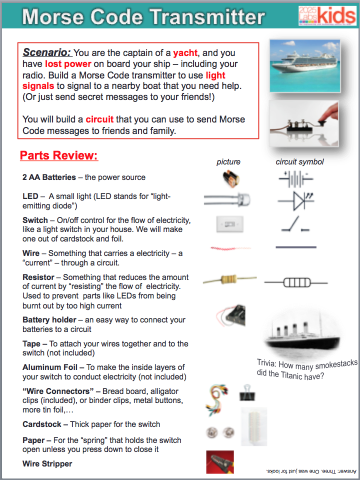 Morse Code Transmitter
kids
Scenario: You are the captain of a yacht, and you
have lost power on board your ship – including your
radio. Build a Morse Code transmitter to use light
signals to signal to a nearby boat that you need help.
(Or just send secret messages to your friends!)
You will build a circuit that you can use to send Morse
Code messages to friends and family.
Parts Review:
picture circuit symbol
2 AA Batteries – the power source
LED – A small light (LED stands for “light-
emitting diode”)
Switch – On/off control for the flow of electricity,
like a light switch in your house. We will make
one out of cardstock and foil.
Wire – Something that carries a electricity – a
“current” – through a circuit.
Resistor – Something that reduces the amount
of current by “resisting” the flow of electricity.
Used to prevent parts like LEDs from being
burnt out by too high current
Battery holder – an easy way to connect your
batteries to a circuit
Tape – To attach your wires together and to the
switch (not included)
Aluminum Foil – To make the inside layers of
your switch to conduct electricity (not included)
“Wire Connectors” – Bread board, alligator
clips (included), or binder clips, metal buttons,
more tin foil,…
Cardstock – Thick paper for the switch
Paper – For the “spring” that holds the switch
open unless you press down to close it
Wire Stripper
Trivia: How many smokestacks
did the Titanic have?
Answer: Three. One was just for looks.